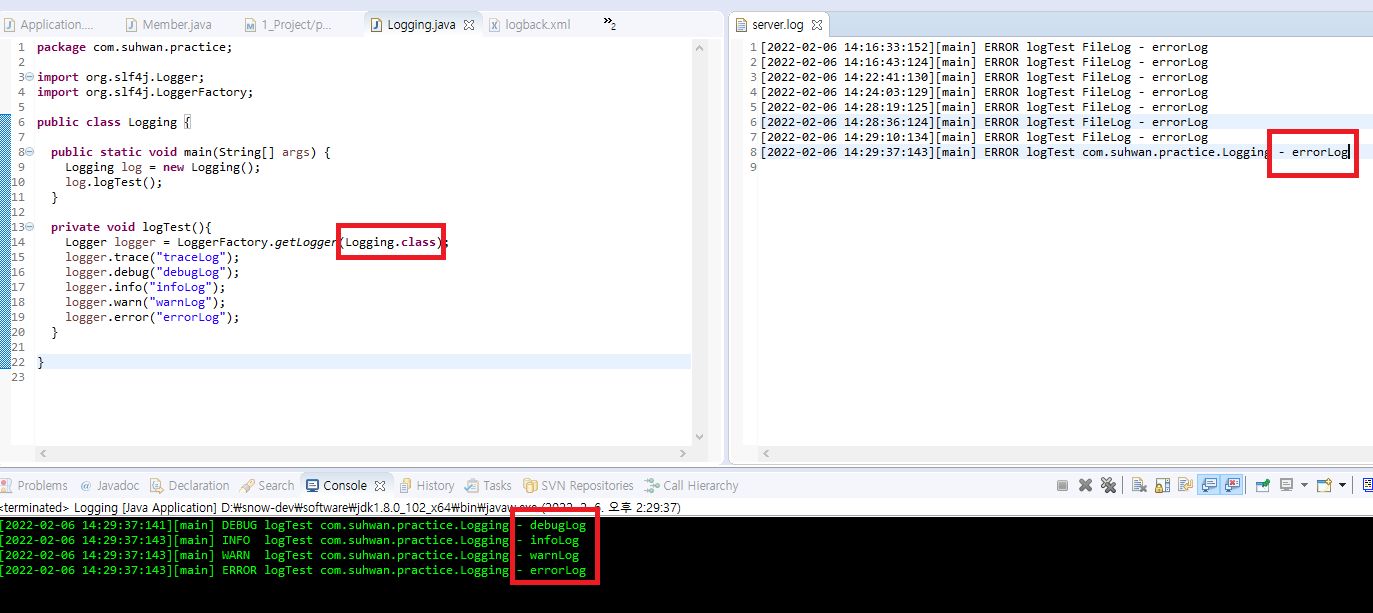 Application....
Member.java
1_Project/p...
Logging.java
logback.xml
»2
1 package com.suhwan.practice;
2
3 import org.slf4j.Logger;
4 import org.slf4j.LoggerFactory;
5
6 public class Logging {
7
8 public static void main(String[] args) {
9 Logging log = new Logging();
10 log.logTest();
11 }
12
13 private void logTest(){
14 Logger logger = LoggerFactory.getLogger(Logging.class);
15 logger.trace("traceLog");
16 logger.debug("debugLog");
17 logger.info("infoLog");
18 logger.warn("warnLog");
19 logger.error("errorLog");
20 }
21
22 }
23
server.log
1 [2022-02-06 14:16:33:152][main] ERROR logTest FileLog - errorLog
2 [2022-02-06 14:16:43:124][main] ERROR logTest FileLog - errorLog
3 [2022-02-06 14:22:41:130][main] ERROR logTest FileLog - errorLog
4 [2022-02-06 14:24:03:129][main] ERROR logTest FileLog - errorLog
5 [2022-02-06 14:28:19:125][main] ERROR logTest FileLog - errorLog
6 [2022-02-06 14:28:36:124][main] ERROR logTest FileLog - errorLog
7 [2022-02-06 14:29:10:134][main] ERROR logTest FileLog - errorLog
8 [2022-02-06 14:29:37:143][main] ERROR logTest com.suhwan.practice.Logging - errorLog
9
Problems @ Javadoc Declaration Search Console History Tasks SVN Repositories Call Hierarchy
<terminated> Logging [Java Application] D:₩snow-dev₩software₩jdk1.8.0_102_x64₩bin₩javaw.exe (2022. 2. 6. 오후 2:29:37)
[2022-02-06 14:29:37:141][main] DEBUG logTest com.suhwan.practice.Logging - debugLog
[2022-02-06 14:29:37:143][main] INFO logTest com.suhwan.practice.Logging - infoLog
[2022-02-06 14:29:37:143][main] WARN logTest com.suhwan.practice.Logging - warnLog
[2022-02-06 14:29:37:143][main] ERROR logTest com.suhwan.practice.Logging - errorLog